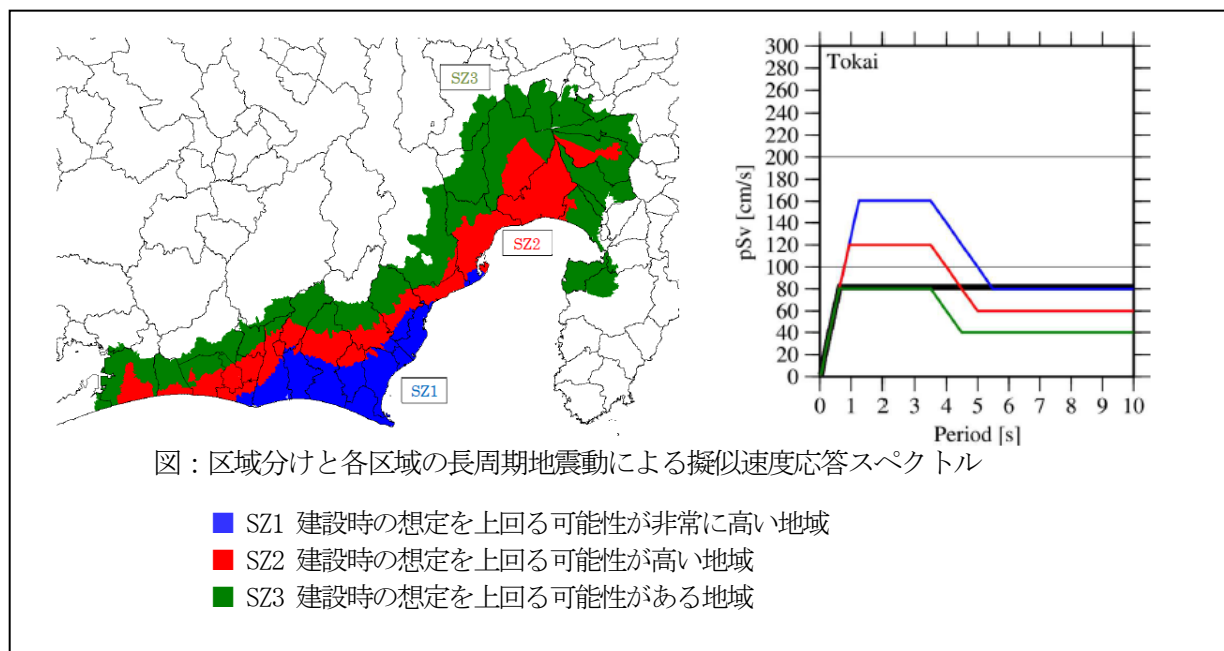 SZ3
SZ2
SZ1
Tokai
pSv [cm/s]
300
280
260
240
220
200
180
160
140
120
100
80
60
40
20
0
0 1 2 3 4 5 6 7 8 9 10
Period [s]
図：区域分けと各区域の長周期地震動による擬似速度応答スペクトル
SZ1 建設時の想定を上回る可能性が非常に高い地域
SZ2 建設時の想定を上回る可能性が高い地域
SZ3 建設時の想定を上回る可能性がある地域